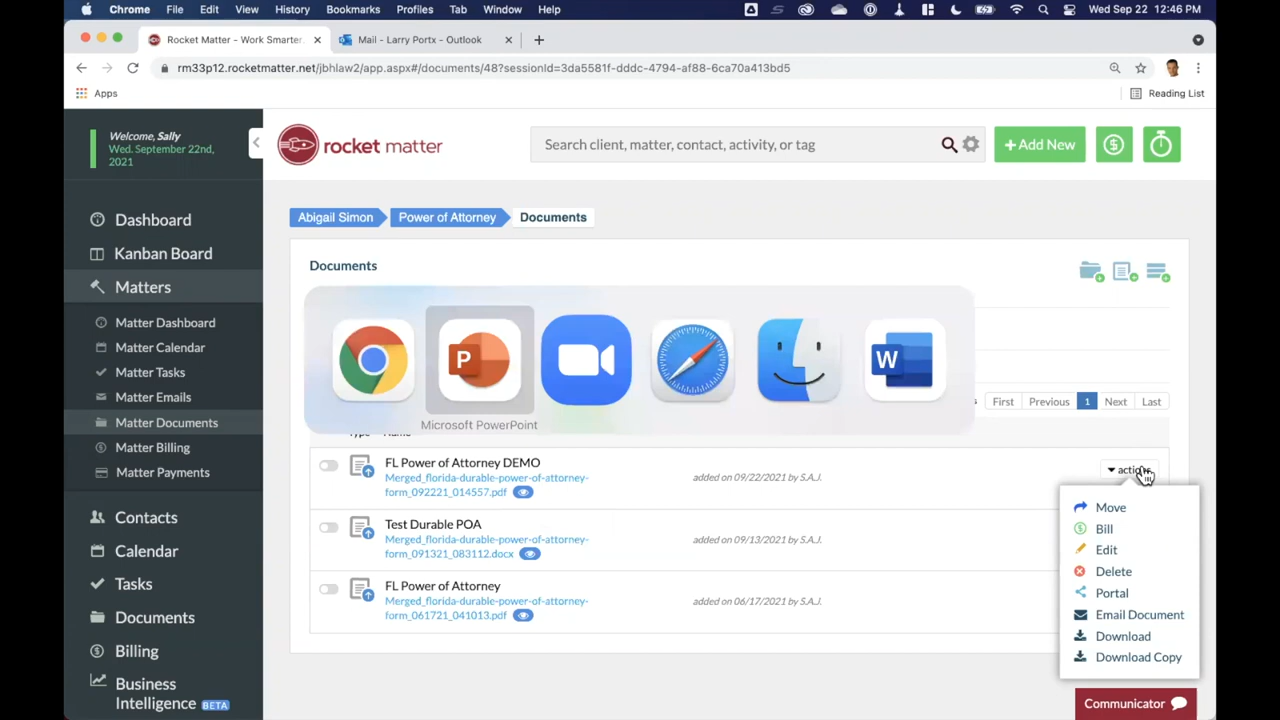 Chrome File Edit View History Bookmarks Profiles Tab Window Help Wed Sep 22 12:46 PM
Rocket Matter - Work Smarter, Mail - Larry Portx - Outlook
rm33p12.rocketmatter.net/jbhlaw2/app.aspx#/documents/48?sessionId=3da5581f-dddc-4794-af88-6ca70a413bd5
Apps Reading List
Welcome, Sally
Wed. September 22nd,
2021
rocket matter
Search client, matter, contact, activity, or tag
+ Add New
Dashboard
Kanban Board
Matters
Matter Dashboard
Matter Calendar
Matter Tasks
Matter Emails
Matter Documents
Matter Billing
Matter Payments
Contacts
Calendar
Tasks
Documents
Billing
Business
Intelligence BETA
Abigail Simon Power of Attorney Documents
Documents
P
W
Microsoft PowerPoint
First Previous 1 Next Last
Type Name
FL Power of Attorney DEMO
Merged_florida-durable-power-of-attorney-
form_092221_014557.pdf
added on 09/22/2021 by S.A.J.
Test Durable POA
Merged_florida-durable-power-of-attorney-
form_091321_083112.docx
added on 09/13/2021 by S.A.J.
FL Power of Attorney
Merged_florida-durable-power-of-attorney-
form_061721_041013.pdf
added on 06/17/2021 by S.A.J.
Move
Bill
Edit
Delete
Portal
Email Document
Download
Download Copy
Communicator